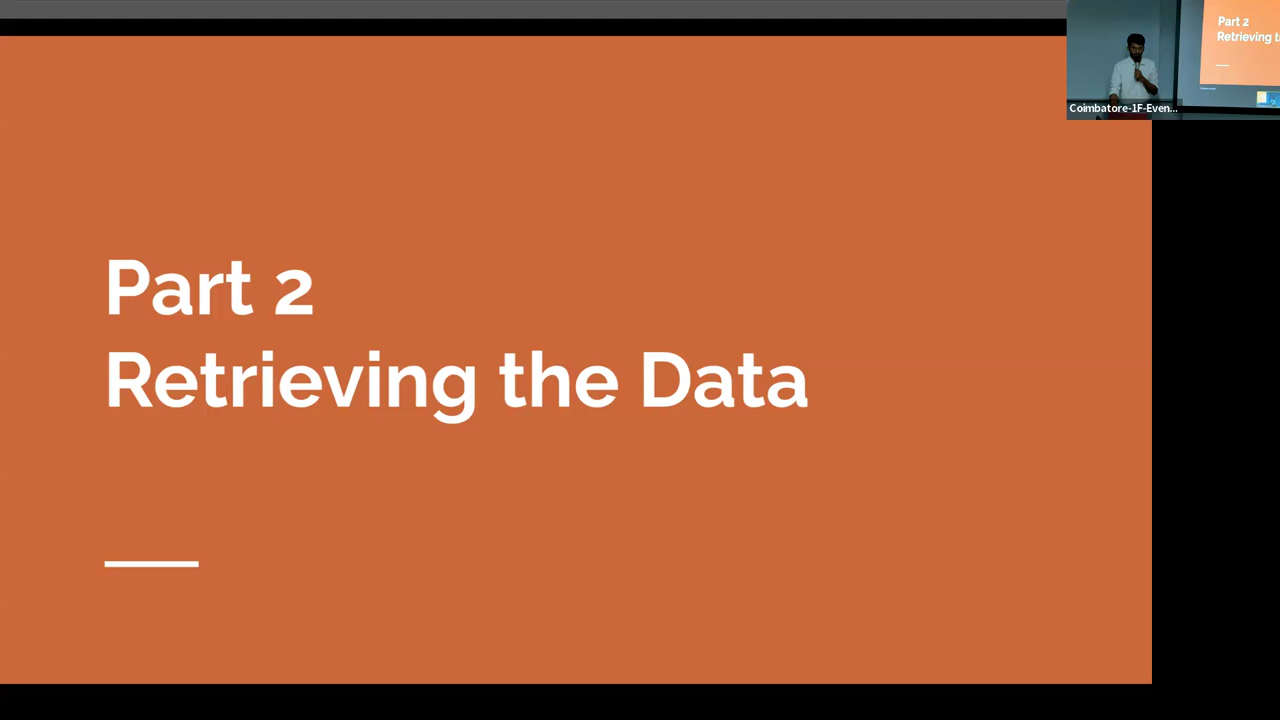 Part 2
Retrieving the Data
Part 2
Retrieving t
Coimbatore-1F-Even...